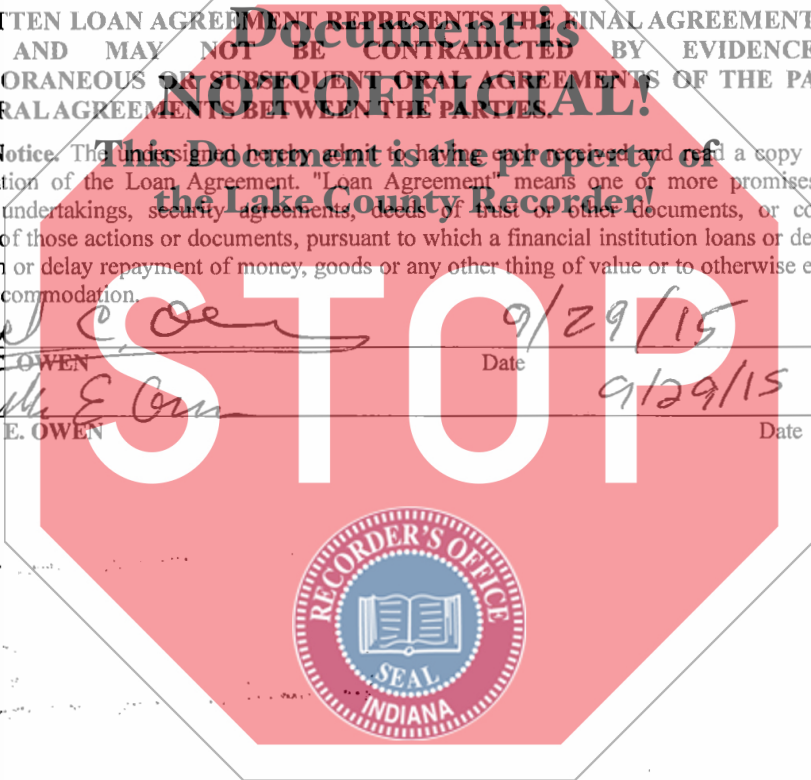 TTEN LOAN AGREEMENT REPRESENTS THE FINAL AGREEMENT
Document is
AND MAY NOT BE CONTRADICTED BY EVIDENCE
ORANEOUS OR SUBSEQUENT ORAL AGREEMENTS OF THE PA
NOT OFFICIAL!
RAL AGREEMENTS BETWEEN THE PARTIES.
This Document is the property of
otice. The undersigned hereby admit to having each received and read a copy
tion of the Loan Agreement. "Loan Agreement" means one or more promises
the Lake County Recorder!
undertakings, security agreements, deeds of trust or other documents, or co
of those actions or documents, pursuant to which a financial institution loans or de
n or delay repayment of money, goods or any other thing of value or to otherwise e
commodation.
9/29/15
OWEN Date
9/29/15
E. OWEN Date
STOP
RECORDER'S OFFICE
SEAL
INDIANA